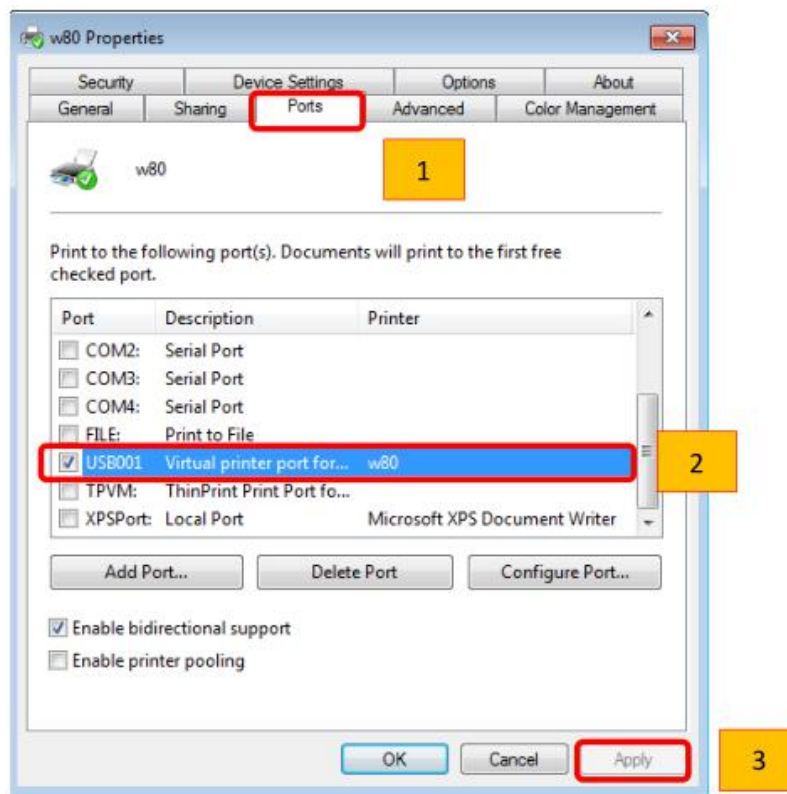 w80 Properties
Security Device Settings Options About
General Sharing Ports Advanced Color Management
w80
1
Print to the following port(s). Documents will print to the first free
checked port.
Port Description Printer
COM2: Serial Port
COM3: Serial Port
COM4: Serial Port
FILE: Print to File
USB001 Virtual printer port for... w80
2
TPVM: ThinPrint Print Port fo...
XPSPort: Local Port Microsoft XPS Document Writer
Add Port... Delete Port Configure Port...
Enable bidirectional support
Enable printer pooling
OK Cancel Apply
3